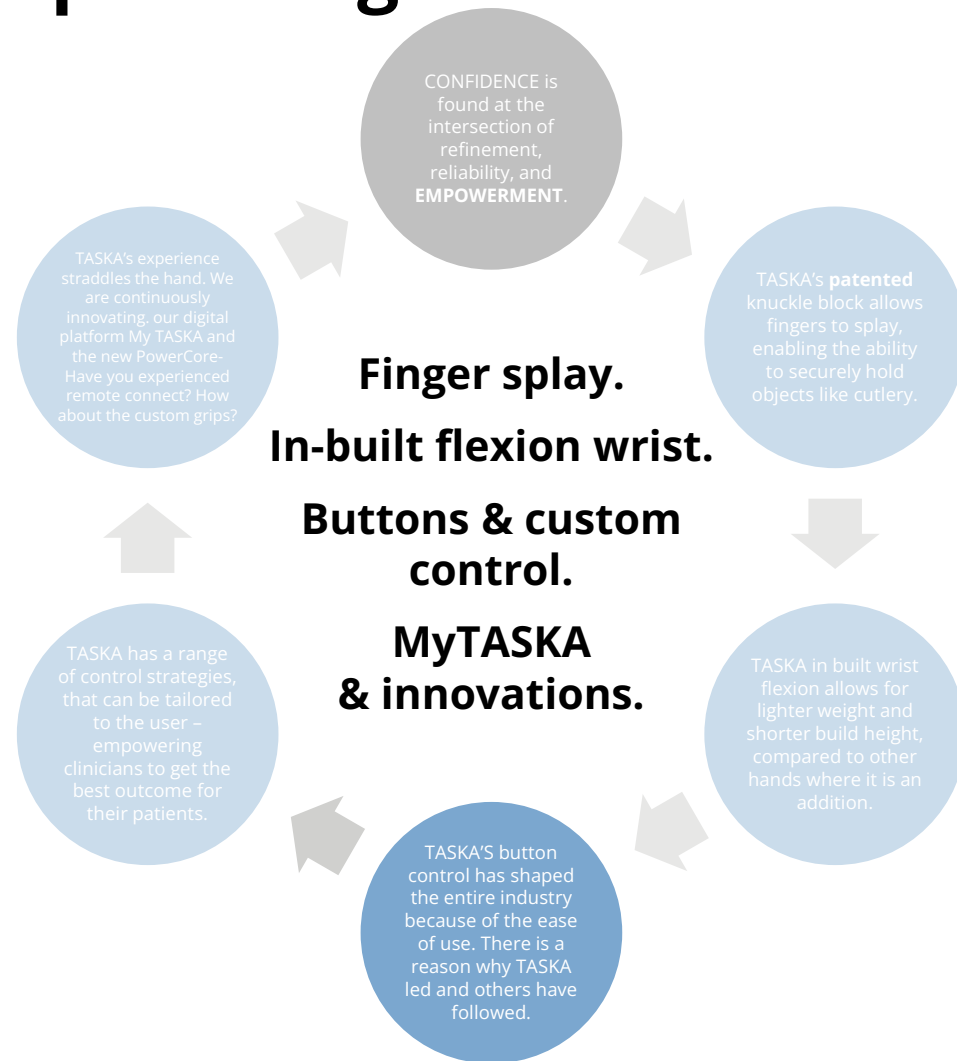 CONFIDENCE is
found at the
intersection of
refinement,
reliability, and
EMPOWERMENT.
TASKA's patented
knuckle block allows
fingers to splay,
enabling the ability
to securely hold
objects like cutlery.
TASKA in built wrist
flexion allows for
lighter weight and
shorter build height,
compared to other
hands where it is an
addition.
TASKA'S button
control has shaped
the entire industry
because of the ease
of use. There is a
reason why TASKA
led and others have
followed.
TASKA has a range
of control strategies,
that can be tailored
to the user –
empowering
clinicians to get the
best outcome for
their patients.
TASKA's experience
straddles the hand. We
are continuously
innovating. our digital
platform My TASKA and
the new PowerCore-
Have you experienced
remote connect? How
about the custom grips?
Finger splay.
In-built flexion wrist.
Buttons & custom
control.
MyTASKA
& innovations.